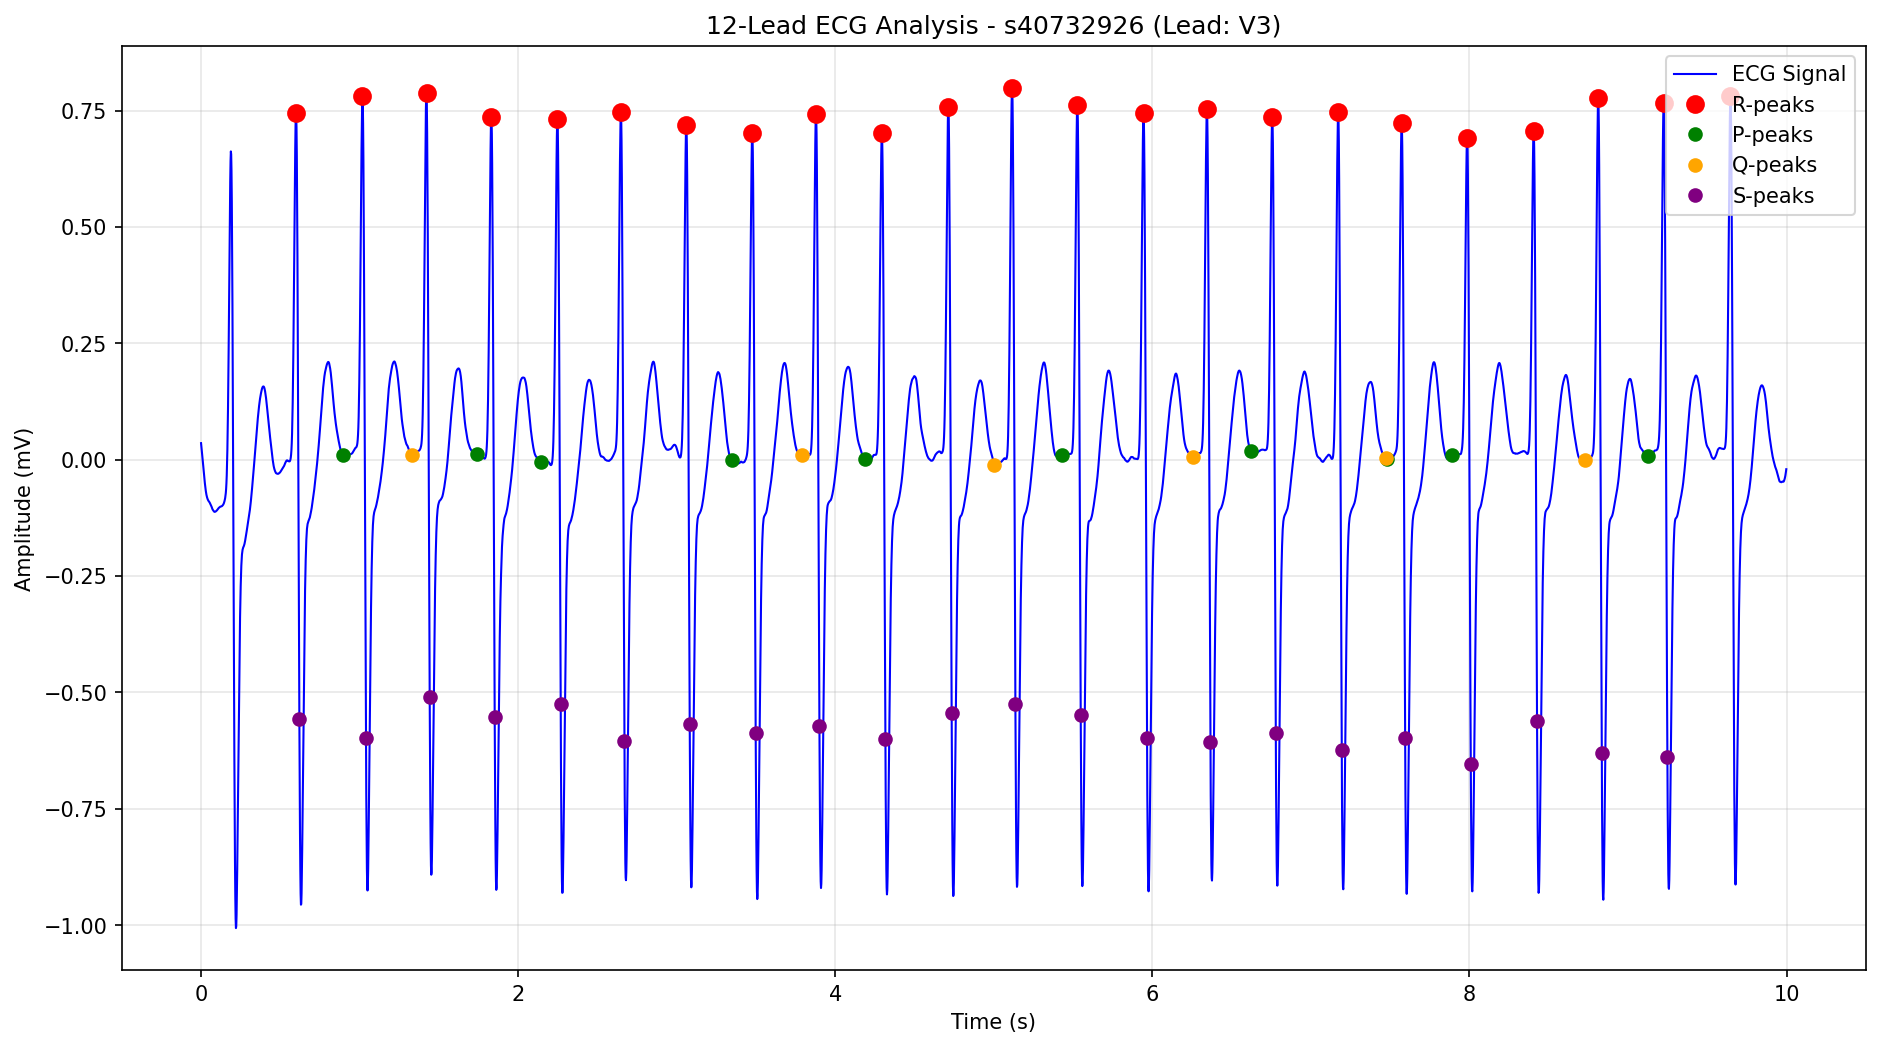 12-Lead ECG Analysis - s40732926 (Lead: V3)
ECG Signal
R-peaks
P-peaks
Q-peaks
S-peaks
Amplitude (mV)
0.75
0.50
0.25
0.00
−0.25
−0.50
−0.75
−1.00
0 2 4 6 8 10
Time (s)